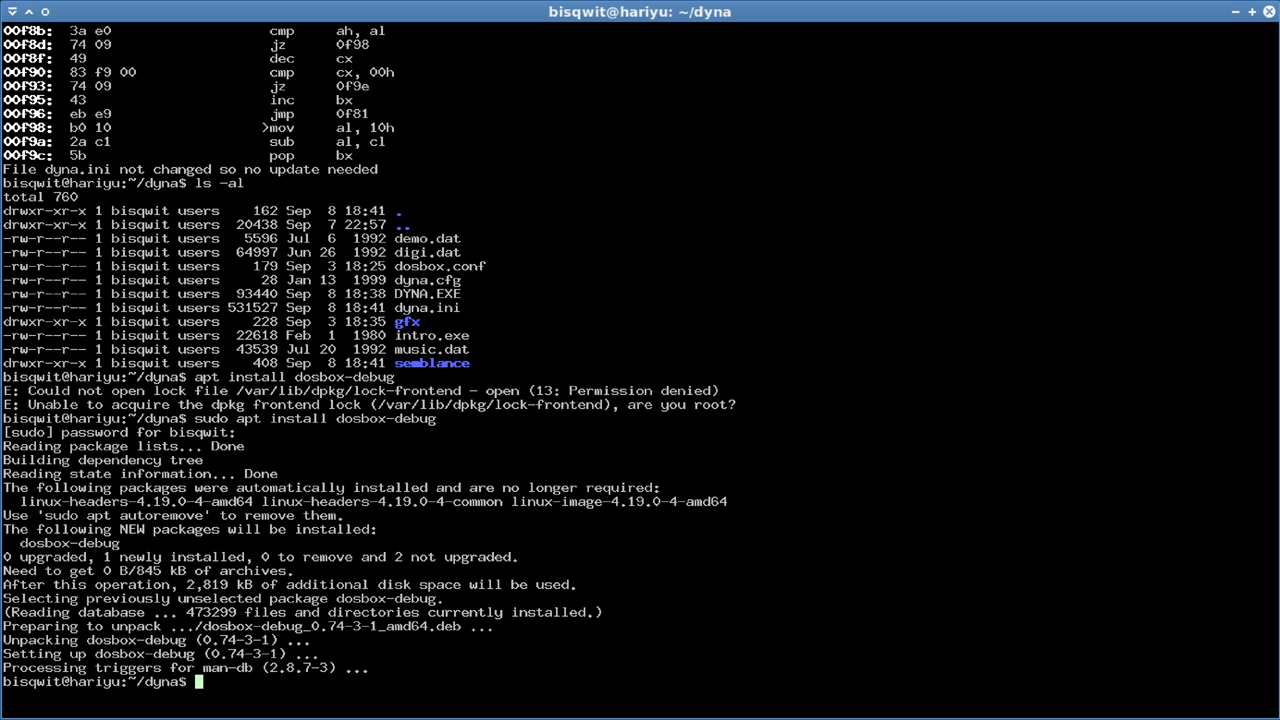 bisqwit@hariyu: ~/dyna
00f8b:  3a e0                cmp     ah, al
00f8d:  74 09                jz      0f98
00f8f:  49                   dec     cx
00f90:  83 f9 00             cmp     cx, 00h
00f93:  74 09                jz      0f9e
00f95:  43                   inc     bx
00f96:  eb e9                jmp     0f81
00f98:  b0 10               >mov     al, 10h
00f9a:  2a c1                sub     al, cl
00f9c:  5b                   pop     bx
File dyna.ini not changed so no update needed
bisqwit@hariyu:~/dyna$ ls -al
total 760
drwxr-xr-x 1 bisqwit users    162 Sep  8 18:41 .
drwxr-xr-x 1 bisqwit users  20438 Sep  7 22:57 ..
-rw-r--r-- 1 bisqwit users   5596 Jul  6  1992 demo.dat
-rw-r--r-- 1 bisqwit users  64997 Jun 26  1992 digi.dat
-rw-r--r-- 1 bisqwit users    179 Sep  3 18:25 dosbox.conf
-rw-r--r-- 1 bisqwit users     28 Jan 13  1999 dyna.cfg
-rw-r--r-- 1 bisqwit users  93440 Sep  8 18:38 DYNA.EXE
-rw-r--r-- 1 bisqwit users 531527 Sep  8 18:41 dyna.ini
drwxr-xr-x 1 bisqwit users    228 Sep  3 18:35 gfx
-rw-r--r-- 1 bisqwit users  22618 Feb  1  1980 intro.exe
-rw-r--r-- 1 bisqwit users  43539 Jul 20  1992 music.dat
drwxr-xr-x 1 bisqwit users    408 Sep  8 18:41 semblance
bisqwit@hariyu:~/dyna$ apt install dosbox-debug
E: Could not open lock file /var/lib/dpkg/lock-frontend - open (13: Permission denied)
E: Unable to acquire the dpkg frontend lock (/var/lib/dpkg/lock-frontend), are you root?
bisqwit@hariyu:~/dyna$ sudo apt install dosbox-debug
[sudo] password for bisqwit:
Reading package lists... Done
Building dependency tree
Reading state information... Done
The following packages were automatically installed and are no longer required:
  linux-headers-4.19.0-4-amd64 linux-headers-4.19.0-4-common linux-image-4.19.0-4-amd64
Use 'sudo apt autoremove' to remove them.
The following NEW packages will be installed:
  dosbox-debug
0 upgraded, 1 newly installed, 0 to remove and 2 not upgraded.
Need to get 0 B/845 kB of archives.
After this operation, 2,819 kB of additional disk space will be used.
Selecting previously unselected package dosbox-debug.
(Reading database ... 473299 files and directories currently installed.)
Preparing to unpack .../dosbox-debug_0.74-3-1_amd64.deb ...
Unpacking dosbox-debug (0.74-3-1) ...
Setting up dosbox-debug (0.74-3-1) ...
Processing triggers for man-db (2.8.7-3) ...
bisqwit@hariyu:~/dyna$